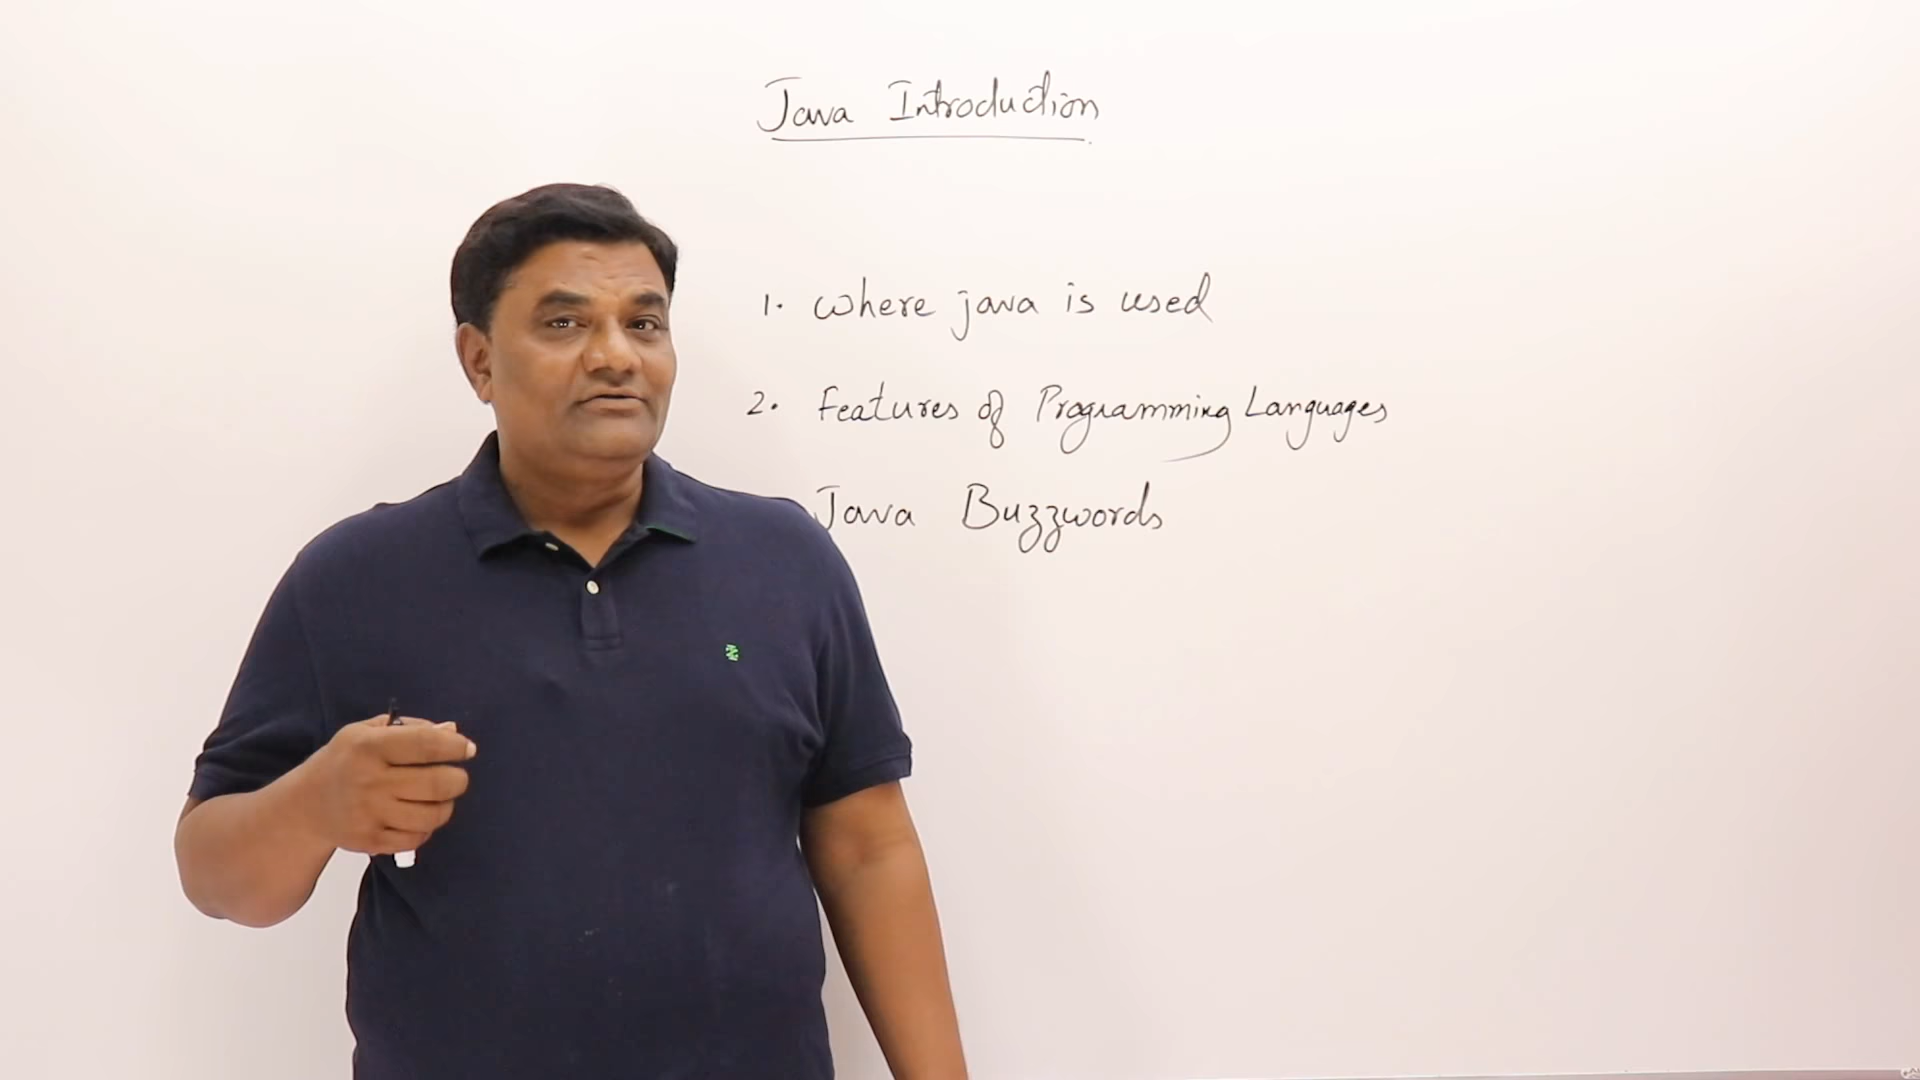 Java Introduction
1. where java is used
2. Features of Programming Languages
Java Buzzwords